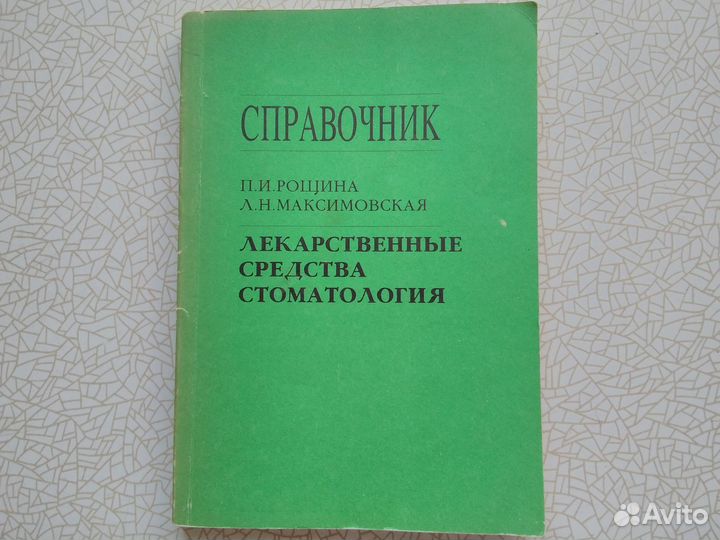 СПРАВОЧНИК
П.И.РОЩИНА
Л.Н.МАКСИМОВСКАЯ
ЛЕКАРСТВЕННЫЕ
СРЕДСТВА
СТОМАТОЛОГИЯ
Avito